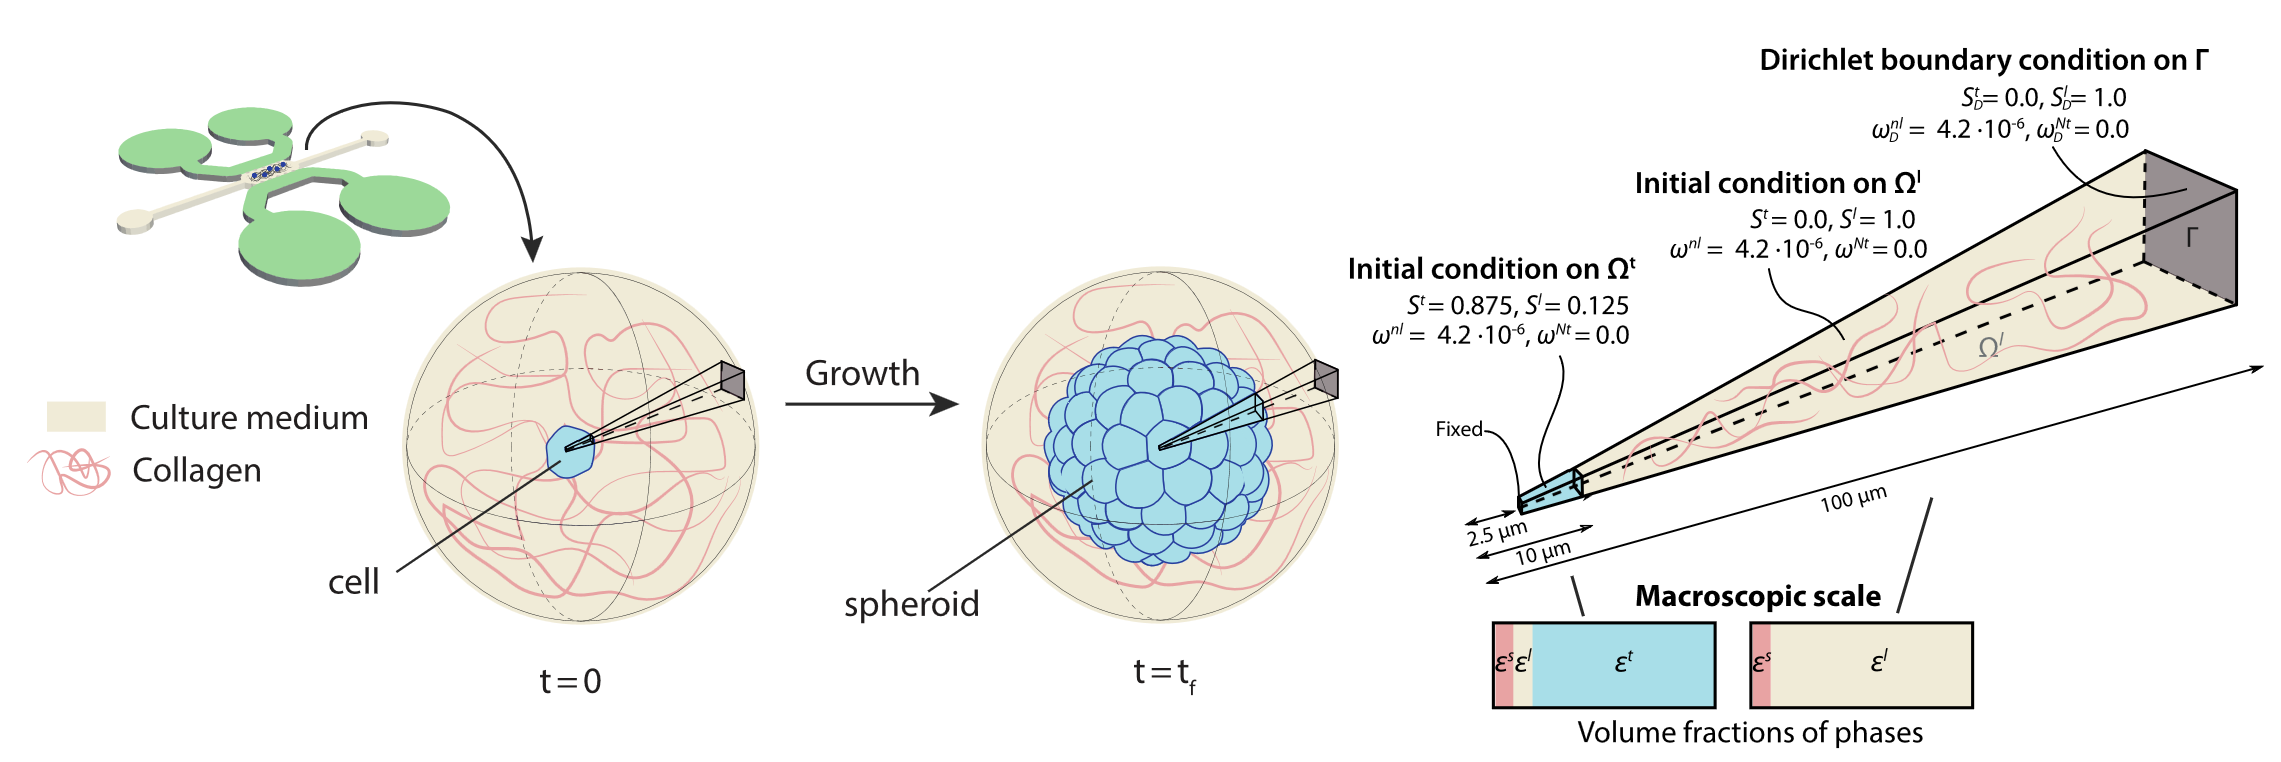 Culture medium
Collagen
cell
t = 0
Growth
spheroid
t = t_f
Dirichlet boundary condition on Γ
S^t_D = 0.0, S^l_D = 1.0
ω^nl_D = 4.2 ·10^-6, ω^Nt_D = 0.0
Initial condition on Ω^l
S^t = 0.0, S^l = 1.0
ω^nl = 4.2 ·10^-6, ω^Nt = 0.0
Initial condition on Ω^t
S^t = 0.875, S^l = 0.125
ω^nl = 4.2 ·10^-6, ω^Nt = 0.0
Γ
Ω^l
Fixed
2.5 μm
10 μm
100 μm
Macroscopic scale
ε^s ε^l ε^t
ε^s ε^l
Volume fractions of phases